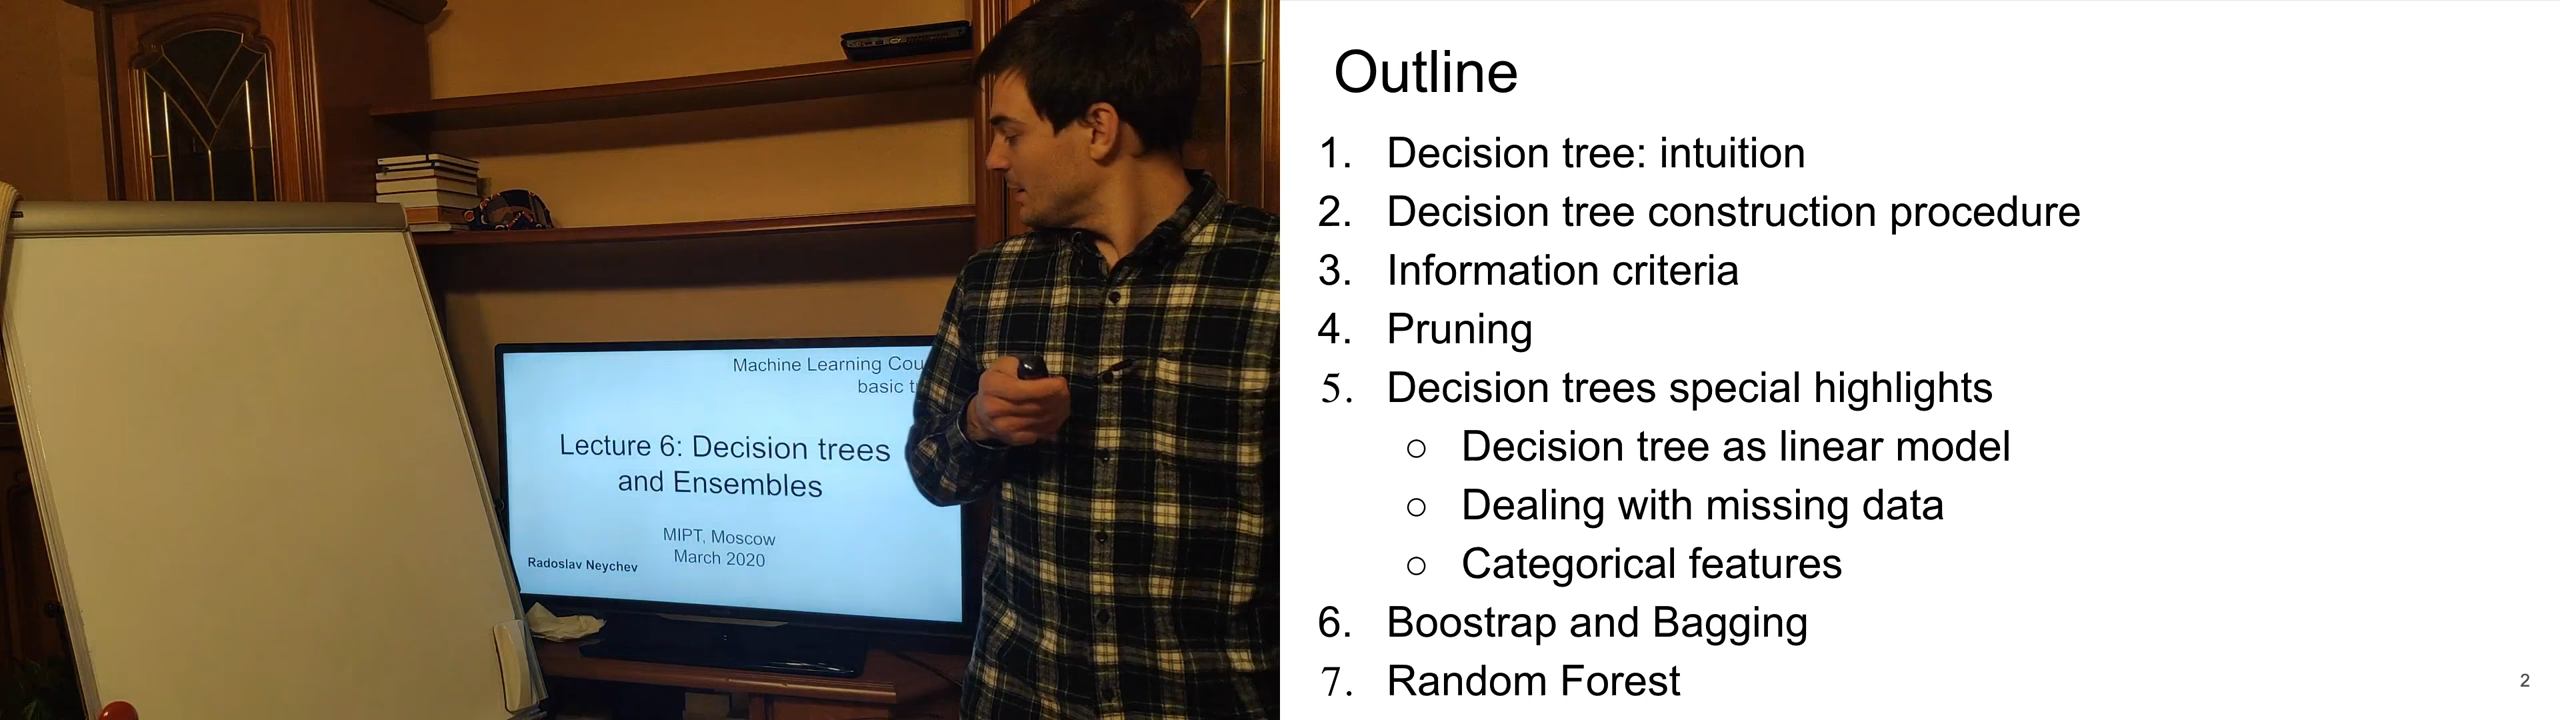 Machine Learning Cou
basic t
Lecture 6: Decision trees
and Ensembles
MIPT, Moscow
March 2020
Radoslav Neychev
Outline
1. Decision tree: intuition
2. Decision tree construction procedure
3. Information criteria
4. Pruning
5. Decision trees special highlights
○ Decision tree as linear model
○ Dealing with missing data
○ Categorical features
6. Boostrap and Bagging
7. Random Forest
2